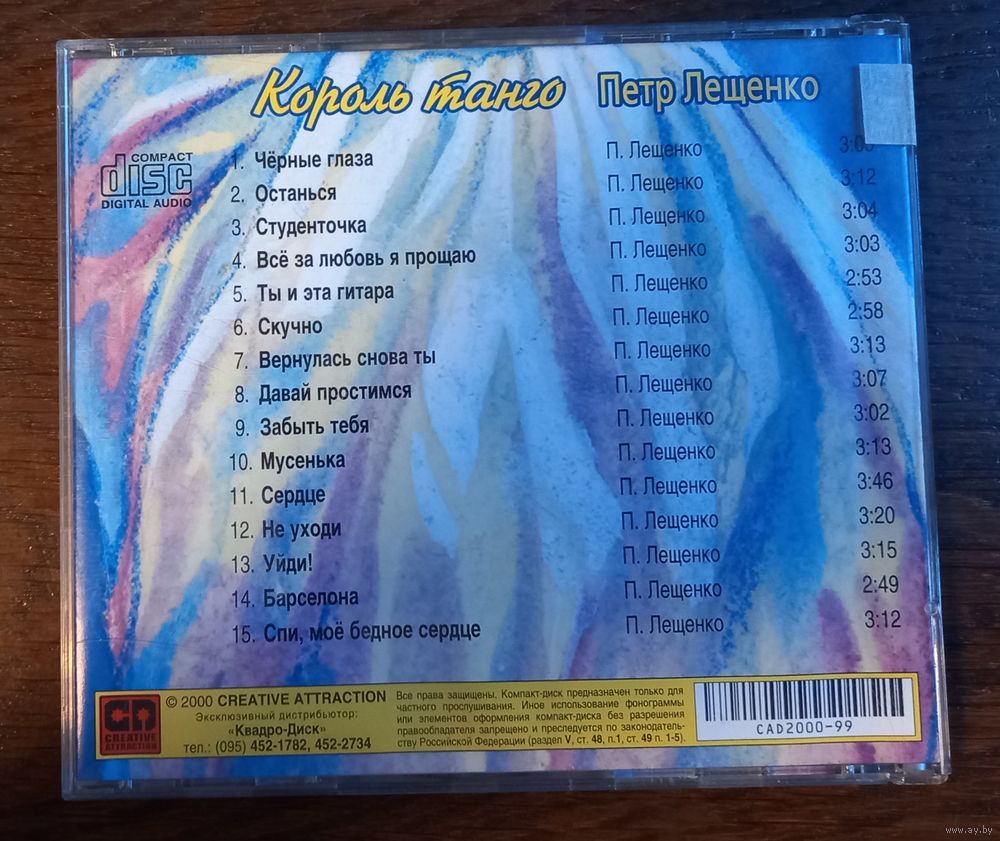 Король танго Петр Лещенко
COMPACT
disc
DIGITAL AUDIO
1. Чёрные глаза П. Лещенко
2. Останься П. Лещенко 3:12
3. Студенточка П. Лещенко 3:04
4. Всё за любовь я прощаю П. Лещенко 3:03
5. Ты и эта гитара П. Лещенко 2:53
6. Скучно П. Лещенко 2:58
7. Вернулась снова ты П. Лещенко 3:13
8. Давай простимся П. Лещенко 3:07
9. Забыть тебя П. Лещенко 3:02
10. Мусенька П. Лещенко 3:13
11. Сердце П. Лещенко 3:46
12. Не уходи П. Лещенко 3:20
13. Уйди! П. Лещенко 3:15
14. Барселона П. Лещенко 2:49
15. Спи, моё бедное сердце П. Лещенко 3:12
CREATIVE
ATTRACTION
© 2000 CREATIVE ATTRACTION
Эксклюзивный дистрибьютор:
«Квадро-Диск»
тел.: (095) 452-1782, 452-2734
Все права защищены. Компакт-диск предназначен только для
частного прослушивания. Иное использование фонограммы
или элементов оформления компакт-диска без разрешения
правообладателя запрещено и преследуется по законодатель-
ству Российской Федерации (раздел V, ст. 48, п.1, ст. 49 п. 1-5).
CAD2000-99
www.ay.by